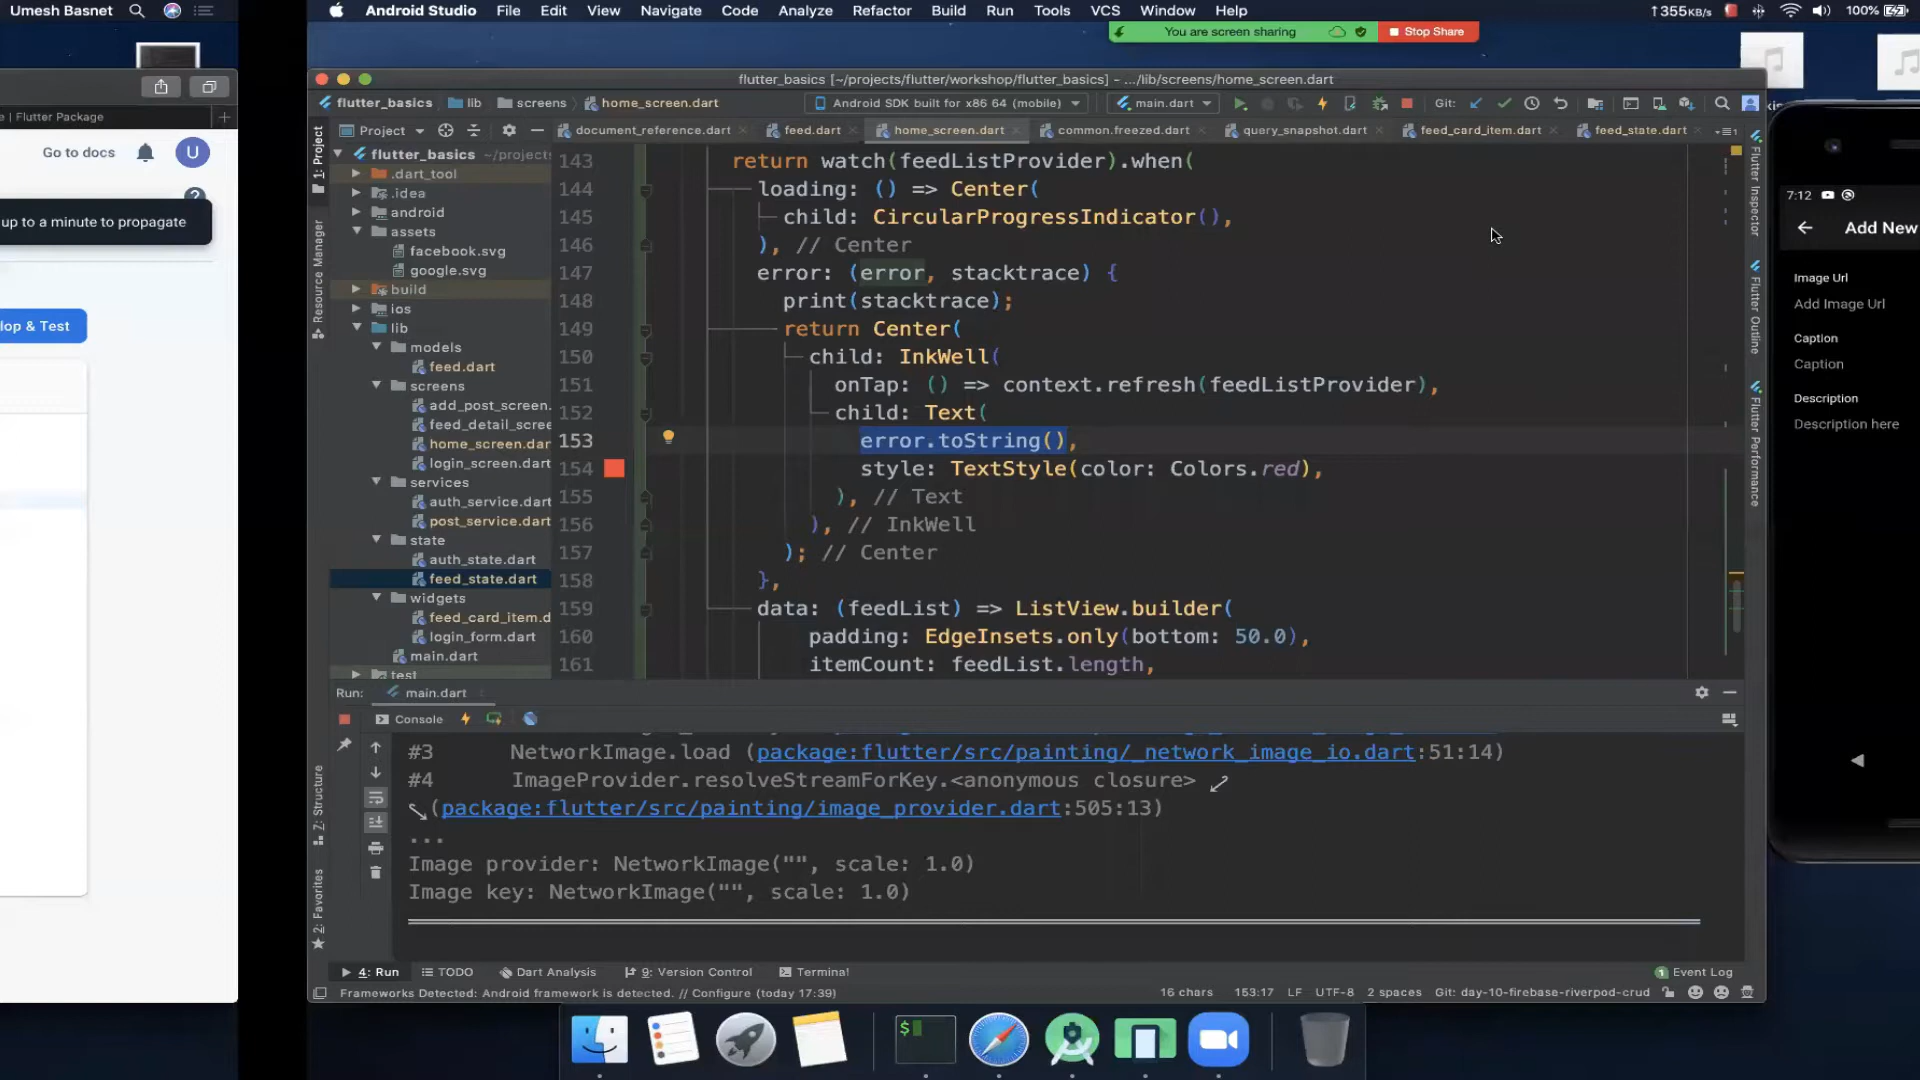 Umesh Basnet
Android Studio File Edit View Navigate Code Analyze Refactor Build Run Tools VCS Window Help
↑355KB/s 100%
You are screen sharing Stop Share
e | Flutter Package
Go to docs U
up to a minute to propagate
lop & Test
flutter_basics [~/projects/flutter/workshop/flutter_basics] - .../lib/screens/home_screen.dart
flutter_basics lib screens home_screen.dart Android SDK built for x86 64 (mobile) main.dart Git:
Project document_reference.dart feed.dart home_screen.dart common.freezed.dart query_snapshot.dart feed_card_item.dart feed_state.dart
1: Project
Resource Manager
Z: Structure
2: Favorites
flutter_basics ~/projects
.dart_tool
.idea
android
assets
facebook.svg
google.svg
build
ios
lib
models
feed.dart
screens
add_post_screen.
feed_detail_scree
home_screen.dart
login_screen.dart
services
auth_service.dart
post_service.dart
state
auth_state.dart
feed_state.dart
widgets
feed_card_item.d
login_form.dart
main.dart
test
143 return watch(feedListProvider).when(
144 loading: () => Center(
145 child: CircularProgressIndicator(),
146 ), // Center
147 error: (error, stacktrace) {
148 print(stacktrace);
149 return Center(
150 child: InkWell(
151 onTap: () => context.refresh(feedListProvider),
152 child: Text(
153 error.toString(),
154 style: TextStyle(color: Colors.red),
155 ), // Text
156 ), // InkWell
157 ); // Center
158 },
159 data: (feedList) => ListView.builder(
160 padding: EdgeInsets.only(bottom: 50.0),
161 itemCount: feedList.length,
Flutter Inspector
Flutter Outline
Flutter Performance
Run: main.dart
Console
#3 NetworkImage.load (package:flutter/src/painting/_network_image_io.dart:51:14)
#4 ImageProvider.resolveStreamForKey.<anonymous closure>
(package:flutter/src/painting/image_provider.dart:505:13)
...
Image provider: NetworkImage("", scale: 1.0)
Image key: NetworkImage("", scale: 1.0)
4: Run TODO Dart Analysis 9: Version Control Terminal 1 Event Log
Frameworks Detected: Android framework is detected. // Configure (today 17:39) 16 chars 153:17 LF UTF-8 2 spaces Git: day-10-firebase-riverpod-crud
7:12
Add New
Image Url
Add Image Url
Caption
Caption
Description
Description here